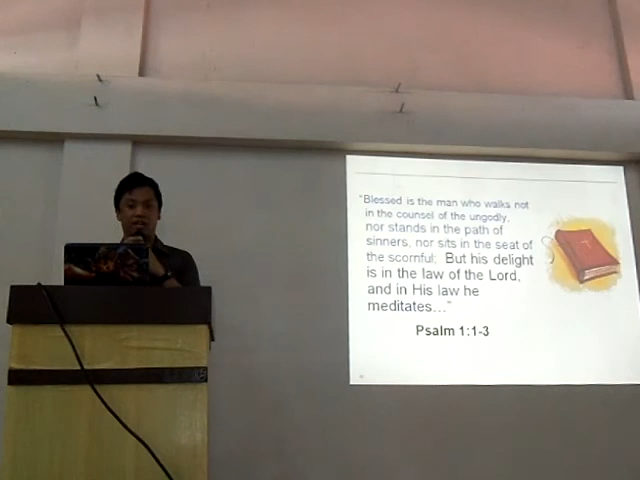 “Blessed is the man who walks not
in the counsel of the ungodly,
nor stands in the path of
sinners, nor sits in the seat of
the scornful; But his delight
is in the law of the Lord,
and in His law he
meditates…”
Psalm 1:1-3